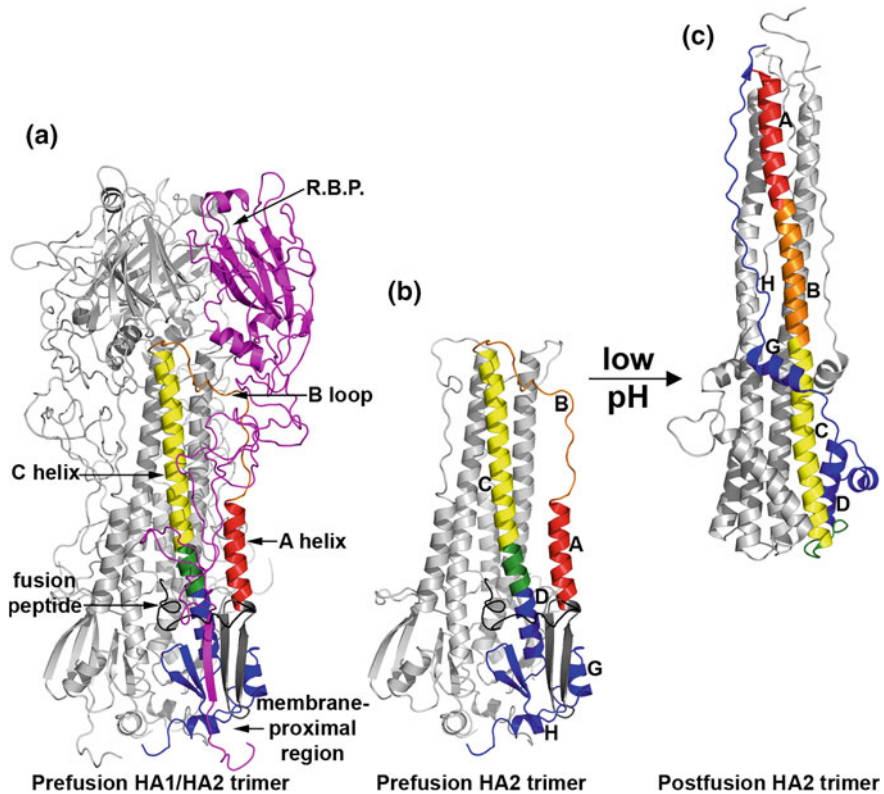 (a)
R.B.P.
B loop
C helix
A helix
fusion
peptide
membrane-
proximal
region
Prefusion HA1/HA2 trimer
(b)
B
C
A
D
G
H
Prefusion HA2 trimer
low
pH
(c)
A
B
H
G
C
D
Postfusion HA2 trimer